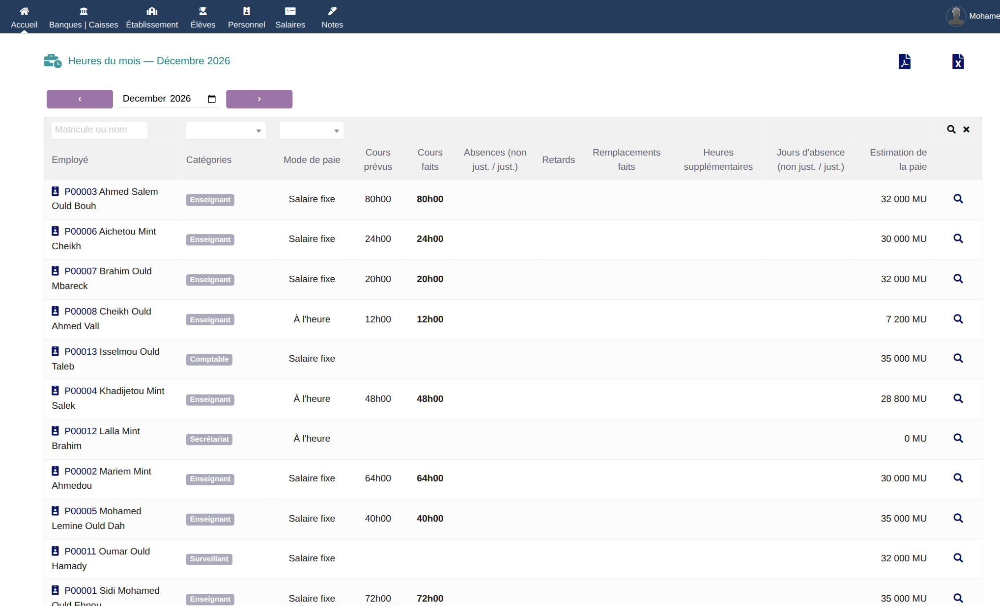 Accueil
Banques | Caisses
Établissement
Élèves
Personnel
Salaires
Notes
Mohame
Heures du mois — Décembre 2026
‹
December 2026
›
Matricule ou nom
Employé
Catégories
Mode de paie
Cours
prévus
Cours
faits
Absences (non
just. / just.)
Retards
Remplacements
faits
Heures
supplémentaires
Jours d'absence
(non just. / just.)
Estimation de
la paie
P00003 Ahmed Salem
Ould Bouh
Enseignant
Salaire fixe
80h00
80h00
32 000 MU
P00006 Aichetou Mint
Cheikh
Enseignant
Salaire fixe
24h00
24h00
30 000 MU
P00007 Brahim Ould
Mbareck
Enseignant
Salaire fixe
20h00
20h00
32 000 MU
P00008 Cheikh Ould
Ahmed Vall
Enseignant
À l'heure
12h00
12h00
7 200 MU
P00013 Isselmou Ould
Taleb
Comptable
Salaire fixe
35 000 MU
P00004 Khadijetou Mint
Salek
Enseignant
À l'heure
48h00
48h00
28 800 MU
P00012 Lalla Mint
Brahim
Secrétariat
À l'heure
0 MU
P00002 Mariem Mint
Ahmedou
Enseignant
Salaire fixe
64h00
64h00
30 000 MU
P00005 Mohamed
Lemine Ould Dah
Enseignant
Salaire fixe
40h00
40h00
35 000 MU
P00011 Oumar Ould
Hamady
Surveillant
Salaire fixe
32 000 MU
P00001 Sidi Mohamed
Ould Ebnou
Enseignant
Salaire fixe
72h00
72h00
35 000 MU